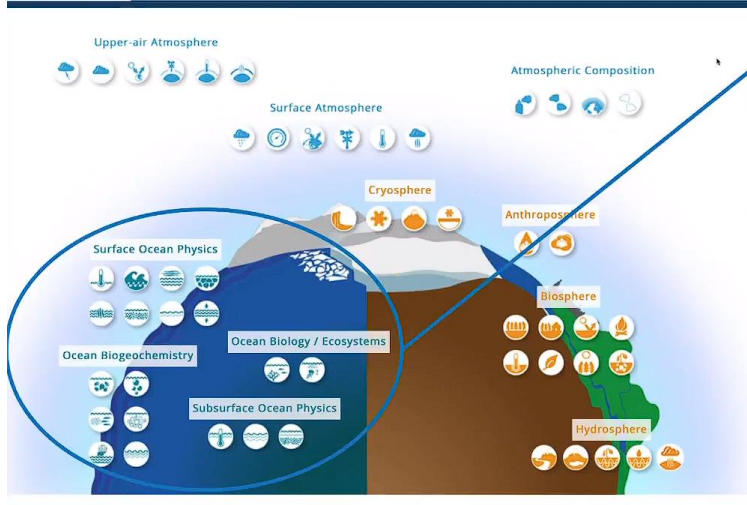 Upper-air Atmosphere
Atmospheric Composition
Surface Atmosphere
Cryosphere
Anthroposphere
Surface Ocean Physics
Biosphere
Ocean Biology / Ecosystems
Ocean Biogeochemistry
Subsurface Ocean Physics
Hydrosphere